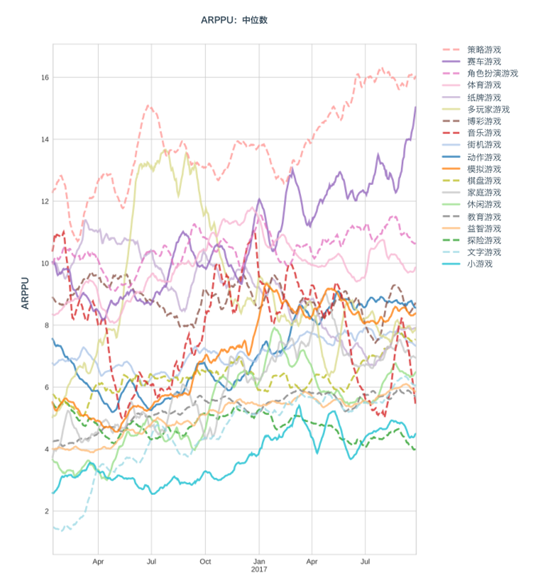 ARPPU：中位数
16
14
12
10
8
6
4
2
ARPPU
Apr
Jul
Oct
Jan
2017
Apr
Jul
策略游戏
赛车游戏
角色扮演游戏
体育游戏
纸牌游戏
多玩家游戏
博彩游戏
音乐游戏
街机游戏
动作游戏
模拟游戏
棋盘游戏
家庭游戏
休闲游戏
教育游戏
益智游戏
探险游戏
文字游戏
小游戏